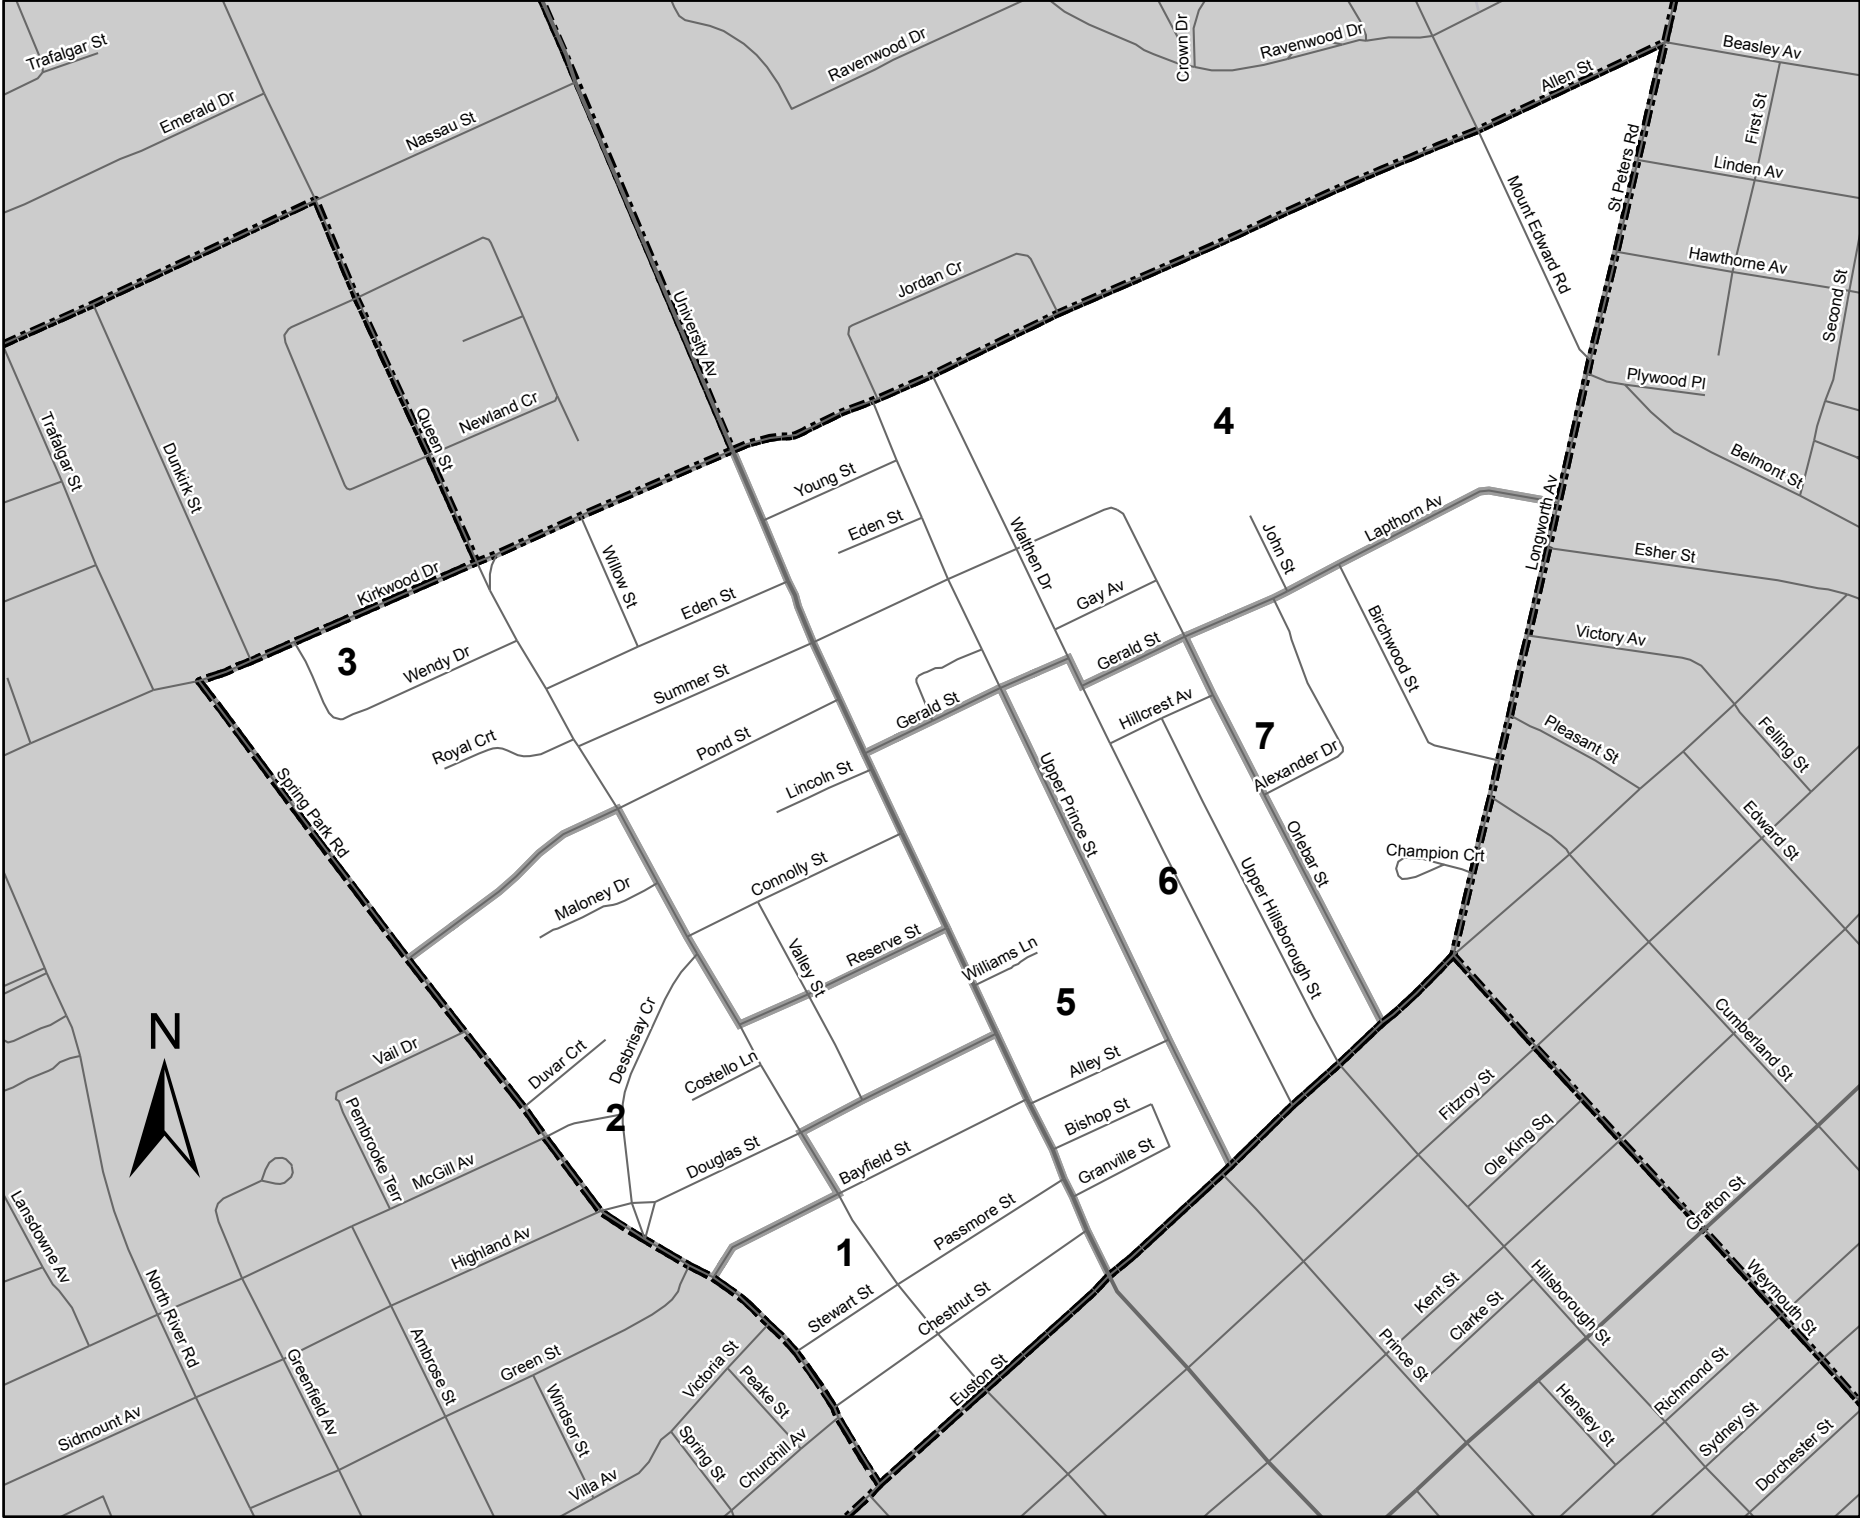 Trafalgar St
Emerald Dr
Nassau St
Ravenwood Dr
Crown Dr
Ravenwood Dr
Allen St
Beasley Av
First St
Linden Av
St Peters Rd
Mount Edward Rd
Hawthorne Av
Second St
Jordan Cr
University Av
Plywood Pl
Trafalgar St
Dunkirk St
Queen St
Newland Cr
4
Belmont St
Young St
Eden St
Walthen Dr
John St
Lapthorn Av
Longworth Av
Esher St
Kirkwood Dr
Willow St
Eden St
Gay Av
Birchwood St
Victory Av
3
Wendy Dr
Summer St
Gerald St
Gerald St
Hillcrest Av
7
Royal Crt
Pond St
Pleasant St
Felling St
Spring Park Rd
Lincoln St
Upper Prince St
Alexander Dr
Edward St
Maloney Dr
Connolly St
6
Upper Hillsborough St
Orlebar St
Champion Crt
Valley St
Reserve St
Williams Ln
5
N
Vail Dr
Duvar Crt
Desbrisay Cr
Costello Ln
Alley St
Cumberland St
Fitzroy St
Pembrooke Terr
2
Bishop St
Ole King Sq
McGill Av
Douglas St
Bayfield St
Granville St
Lansdowne Av
Highland Av
1
Passmore St
Grafton St
North River Rd
Stewart St
Chestnut St
Kent St
Clarke St
Hillsborough St
Weymouth St
Greenfield Av
Ambrose St
Green St
Victoria St
Peake St
Euston St
Prince St
Richmond St
Sidmount Av
Windsor St
Spring St
Churchill Av
Villa Av
Hensley St
Sydney St
Dorchester St